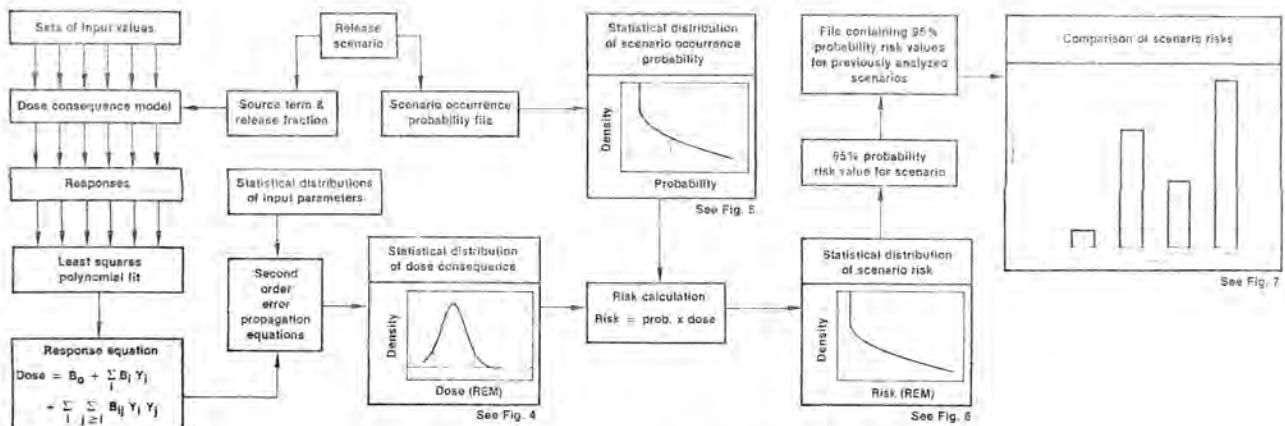 Sets of input values
Dose consequence model
Responses
Least squares
polynomial fit
Response equation
Dose = B₀ + Σ Bᵢ Yᵢ
i
+ Σ Σ Bᵢⱼ Yᵢ Yⱼ
i j ≥ i
Release
scenario
Source term &
release fraction
Scenario occurrence
probability file
Statistical distributions
of input parameters
Second
order
error
propagation
equations
Statistical distribution
of dose consequence
Density
Dose (REM)
See Fig. 4
Statistical distribution
of scenario occurrence
probability
Density
Probability
See Fig. 5
Risk calculation
Risk = prob. x dose
Statistical distribution
of scenario risk
Density
Risk (REM)
See Fig. 6
95% probability
risk value for scenario
File containing 95%
probability risk values
for previously analyzed
scenarios
Comparison of scenario risks
See Fig. 7